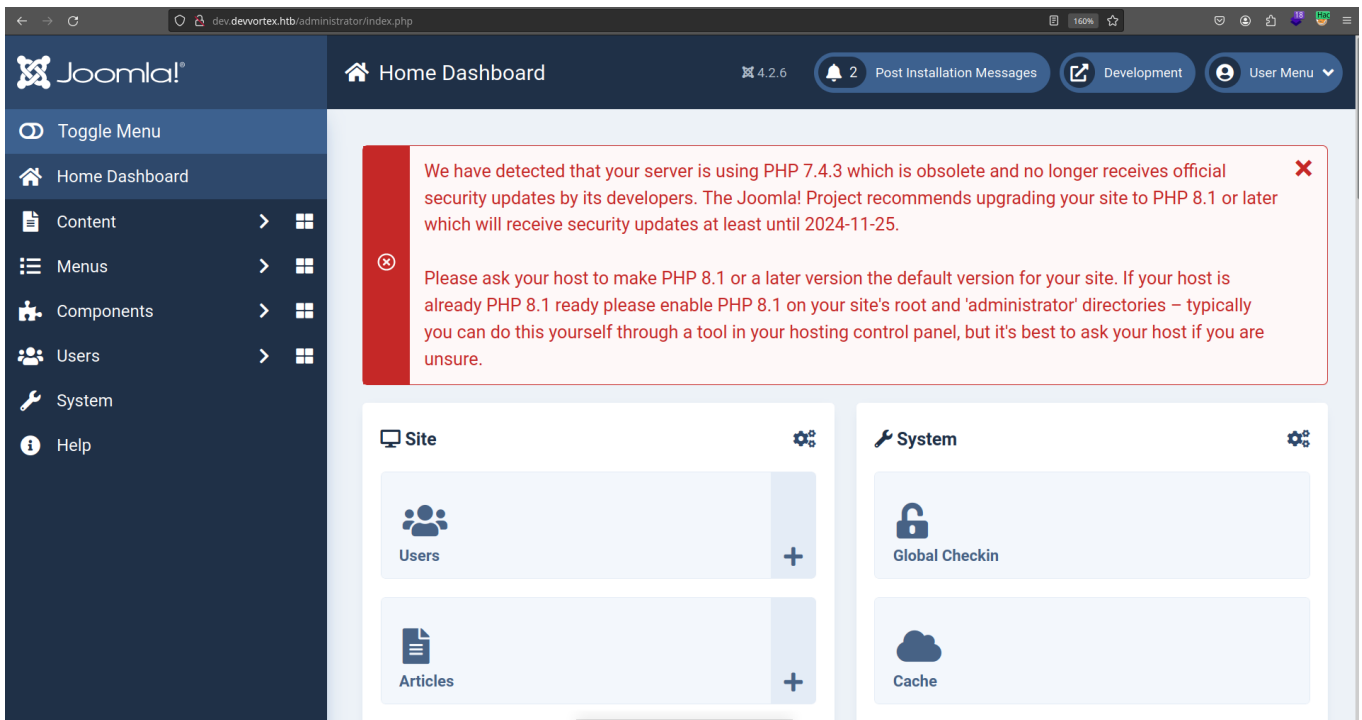 dev.devvortex.htb/administrator/index.php
160%
18
Hac
Joomla!®
Home Dashboard
4.2.6
2 Post Installation Messages
Development
User Menu
Toggle Menu
Home Dashboard
Content
Menus
Components
Users
System
Help
We have detected that your server is using PHP 7.4.3 which is obsolete and no longer receives official
security updates by its developers. The Joomla! Project recommends upgrading your site to PHP 8.1 or later
which will receive security updates at least until 2024-11-25.
Please ask your host to make PHP 8.1 or a later version the default version for your site. If your host is
already PHP 8.1 ready please enable PHP 8.1 on your site's root and 'administrator' directories – typically
you can do this yourself through a tool in your hosting control panel, but it's best to ask your host if you are
unsure.
Site
System
Users
Global Checkin
Articles
Cache